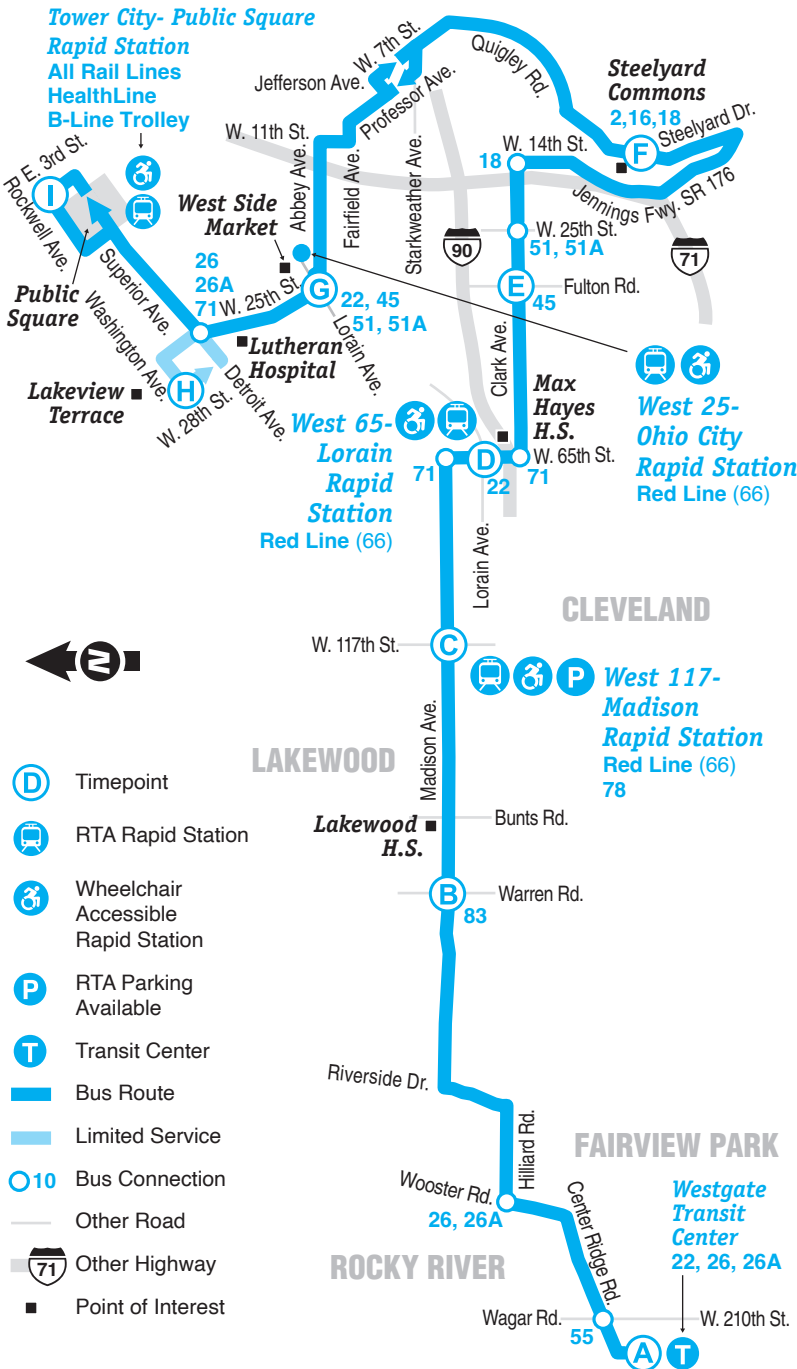 Tower City- Public Square
Rapid Station
All Rail Lines
HealthLine
B-Line Trolley
W. 7th St.
Quigley Rd.
Jefferson Ave.
Professor Ave.
Steelyard
Commons
2,16,18
Steelyard Dr.
F
W. 11th St.
Abbey Ave.
Fairfield Ave.
Starkweather Ave.
W. 14th St.
18
Jennings Fwy. SR 176
E. 3rd St.
I
Rockwell Ave.
West Side
Market
90
W. 25th St.
51, 51A
71
Public
Square
Superior Ave.
26
26A
71
W. 25th St.
G
22, 45
51, 51A
E
45
Fulton Rd.
Washington Ave.
Lutheran
Hospital
Lorain Ave.
Clark Ave.
Lakeview
Terrace
H
W. 28th St.
Detroit Ave.
Max
Hayes
H.S.
West 25-
Ohio City
Rapid Station
Red Line (66)
West 65-
Lorain
Rapid
Station
Red Line (66)
71
D
22
71
W. 65th St.
Lorain Ave.
CLEVELAND
W. 117th St.
C
N
P
West 117-
Madison
Rapid Station
Red Line (66)
78
Madison Ave.
LAKEWOOD
Lakewood
H.S.
Bunts Rd.
B
Warren Rd.
83
D
Timepoint
RTA Rapid Station
Wheelchair
Accessible
Rapid Station
P
RTA Parking
Available
T
Transit Center
Bus Route
Limited Service
10
Bus Connection
Other Road
71
Other Highway
Point of Interest
Riverside Dr.
Hilliard Rd.
FAIRVIEW PARK
Wooster Rd.
26, 26A
Center Ridge Rd.
Westgate
Transit
Center
22, 26, 26A
ROCKY RIVER
Wagar Rd.
W. 210th St.
55
A
T